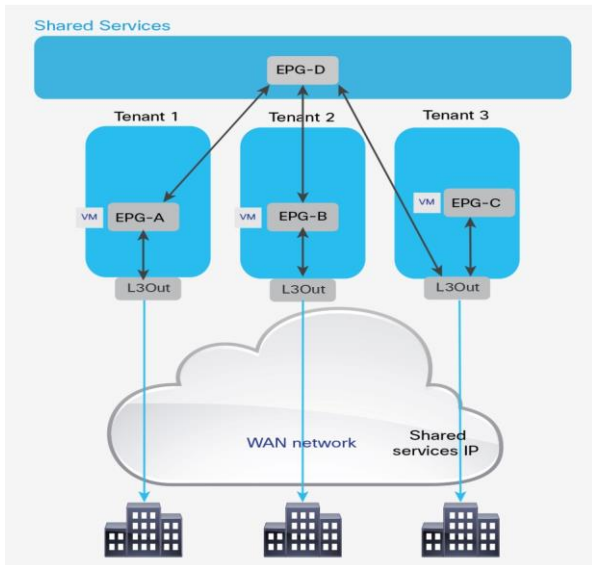 Shared Services
EPG-D
Tenant 1
Tenant 2
Tenant 3
VM
EPG-A
VM
EPG-B
VM
EPG-C
L3Out
L3Out
L3Out
WAN network
Shared
services IP